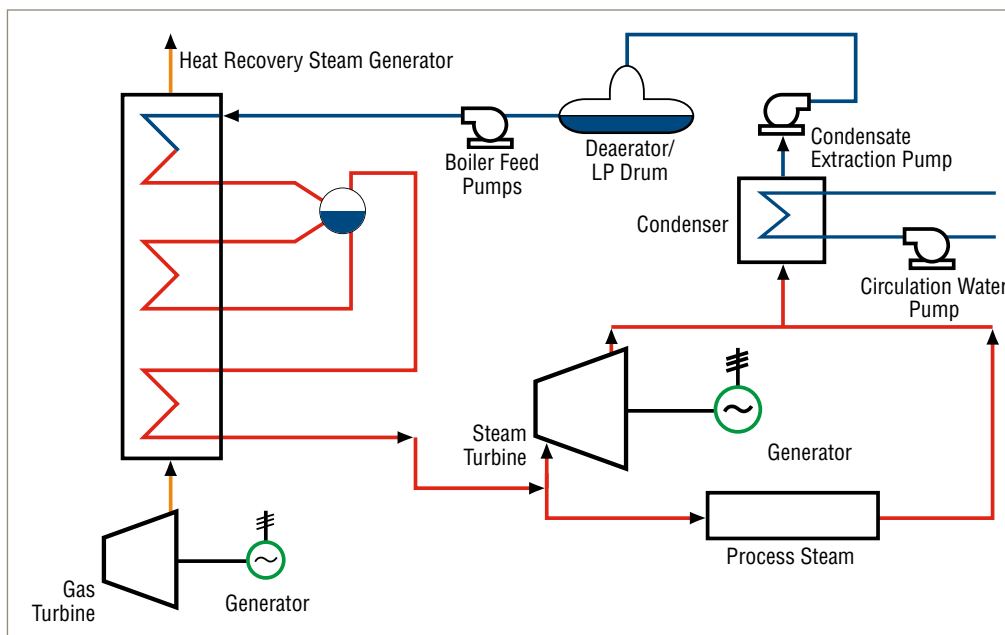 Heat Recovery Steam Generator
Boiler Feed
Pumps
Deaerator/
LP Drum
Condensate
Extraction Pump
Condenser
Circulation Water
Pump
Steam
Turbine
Generator
Process Steam
Gas
Turbine
Generator